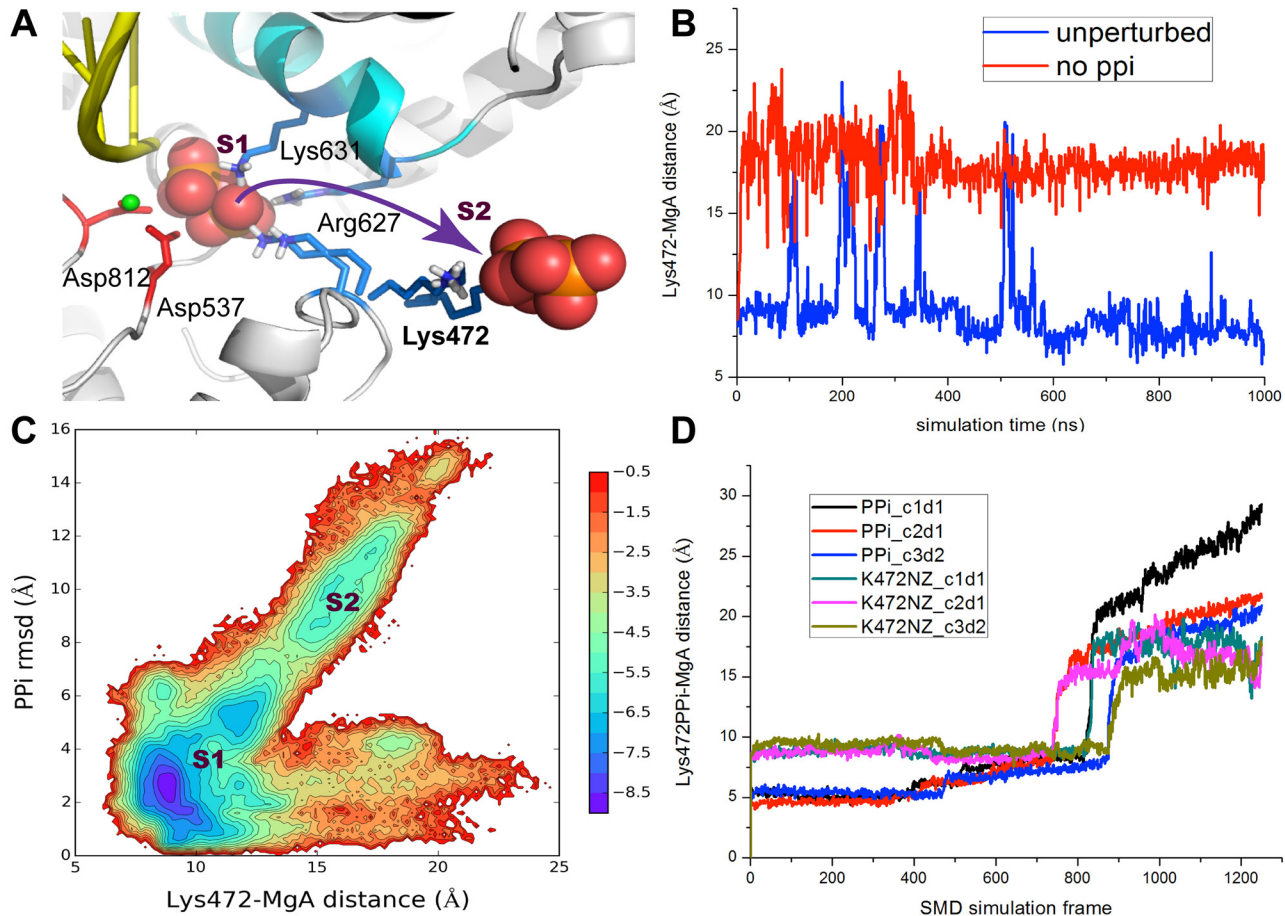 A
S1
Lys631
S2
Arg627
Asp812
Asp537
Lys472
B
unperturbed
no ppi
Lys472-MgA distance (Å)
25
20
15
10
5
0 200 400 600 800 1000
simulation time (ns)
C
PPi rmsd (Å)
16
14
12
10
8
6
4
2
0
S2
S1
5 10 15 20 25
Lys472-MgA distance (Å)
−0.5
−1.5
−2.5
−3.5
−4.5
−5.5
−6.5
−7.5
−8.5
D
Lys472PPi-MgA distance (Å)
30
25
20
15
10
5
0
PPi_c1d1
PPi_c2d1
PPi_c3d2
K472NZ_c1d1
K472NZ_c2d1
K472NZ_c3d2
0 200 400 600 800 1000 1200
SMD simulation frame